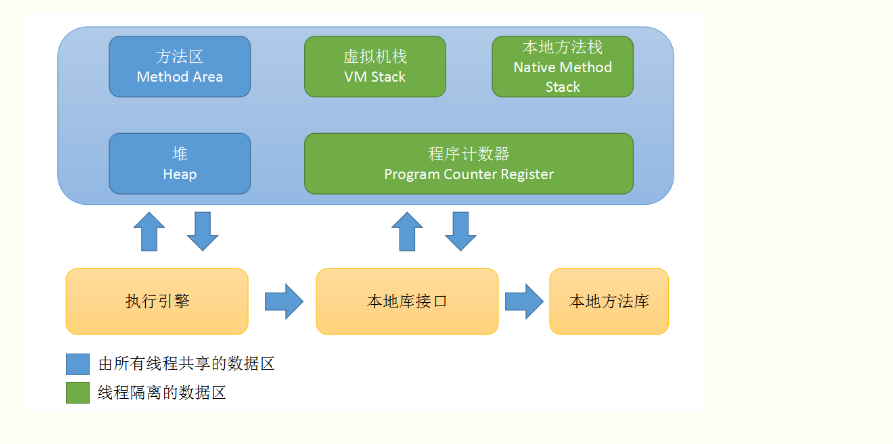 方法区
Method Area
虚拟机栈
VM Stack
本地方法栈
Native Method
Stack
堆
Heap
程序计数器
Program Counter Register
执行引擎
本地库接口
本地方法库
由所有线程共享的数据区
线程隔离的数据区